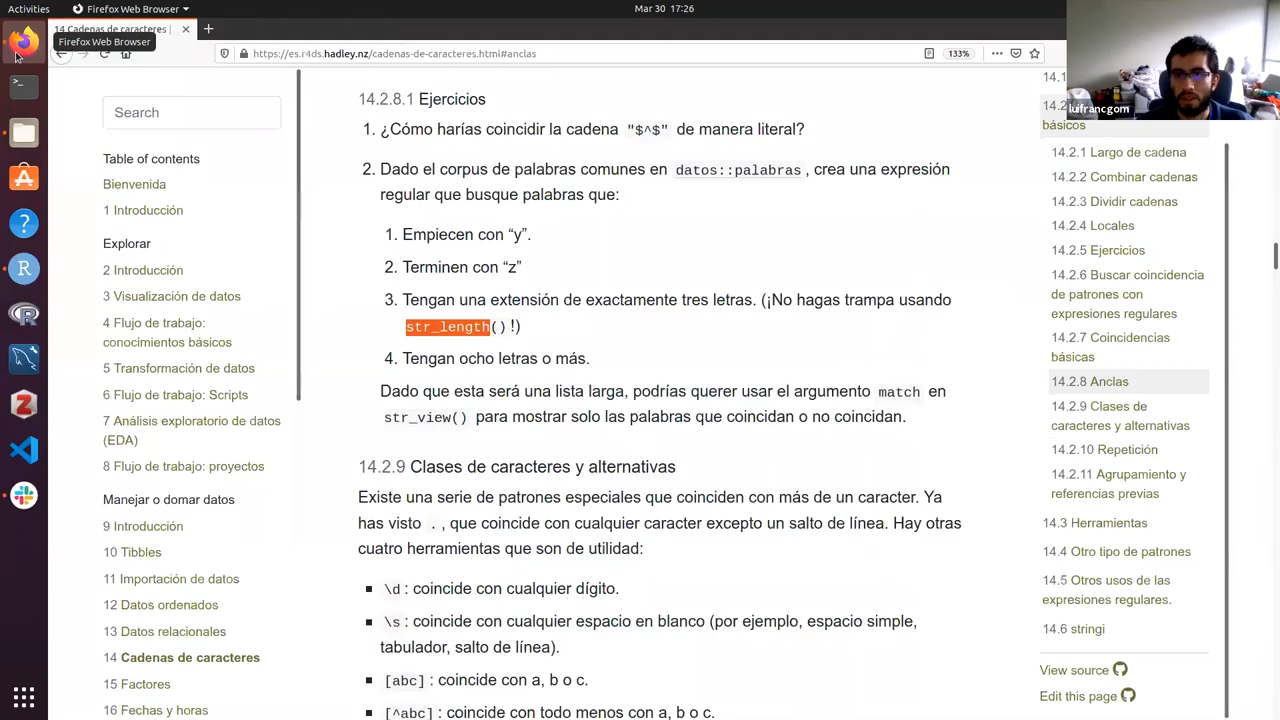 Activities
Firefox Web Browser
Mar 30 17:26
14 Cadenas de caracteres |
Firefox Web Browser
https://es.r4ds.hadley.nz/cadenas-de-caracteres.html#anclas
133%
luifrancgom
Search
Table of contents
Bienvenida
1 Introducción
Explorar
2 Introducción
3 Visualización de datos
4 Flujo de trabajo:
conocimientos básicos
5 Transformación de datos
6 Flujo de trabajo: Scripts
7 Análisis exploratorio de datos
(EDA)
8 Flujo de trabajo: proyectos
Manejar o domar datos
9 Introducción
10 Tibbles
11 Importación de datos
12 Datos ordenados
13 Datos relacionales
14 Cadenas de caracteres
15 Factores
16 Fechas y horas
14.2.8.1 Ejercicios
1. ¿Cómo harías coincidir la cadena "$^$" de manera literal?
2. Dado el corpus de palabras comunes en datos::palabras, crea una expresión
regular que busque palabras que:
1. Empiecen con “y”.
2. Terminen con “z”
3. Tengan una extensión de exactamente tres letras. (¡No hagas trampa usando
str_length()!)
4. Tengan ocho letras o más.
Dado que esta será una lista larga, podrías querer usar el argumento match en
str_view() para mostrar solo las palabras que coincidan o no coincidan.
14.2.9 Clases de caracteres y alternativas
Existe una serie de patrones especiales que coinciden con más de un caracter. Ya
has visto ., que coincide con cualquier caracter excepto un salto de línea. Hay otras
cuatro herramientas que son de utilidad:
\d: coincide con cualquier dígito.
\s: coincide con cualquier espacio en blanco (por ejemplo, espacio simple,
tabulador, salto de línea).
[abc]: coincide con a, b o c.
[^abc]: coincide con todo menos con a, b o c.
14.1
14.2
básicos
14.2.1 Largo de cadena
14.2.2 Combinar cadenas
14.2.3 Dividir cadenas
14.2.4 Locales
14.2.5 Ejercicios
14.2.6 Buscar coincidencia
de patrones con
expresiones regulares
14.2.7 Coincidencias
básicas
14.2.8 Anclas
14.2.9 Clases de
caracteres y alternativas
14.2.10 Repetición
14.2.11 Agrupamiento y
referencias previas
14.3 Herramientas
14.4 Otro tipo de patrones
14.5 Otros usos de las
expresiones regulares.
14.6 stringi
View source
Edit this page